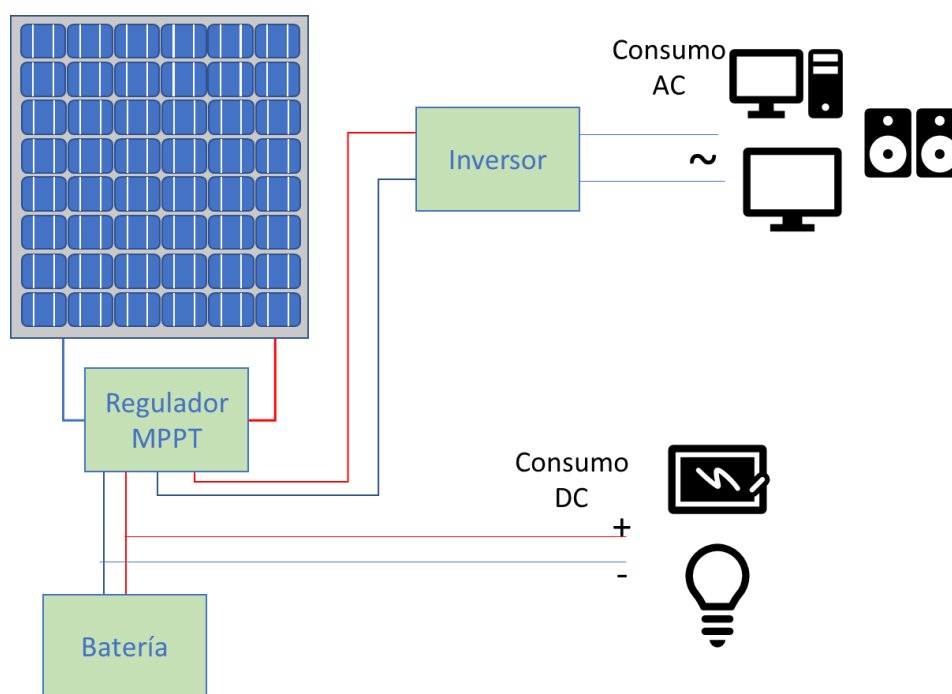 Consumo
AC
Inversor
~
Regulador
MPPT
Consumo
DC
+
-
Batería